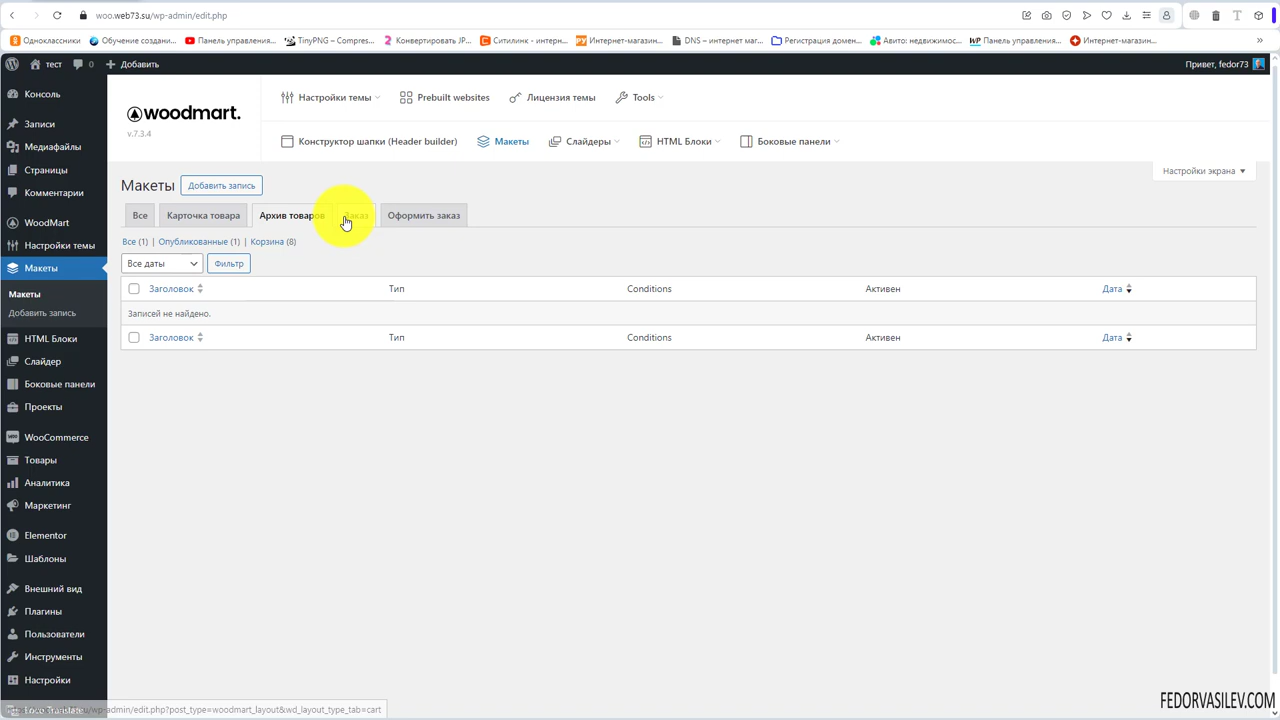 woo.web73.su/wp-admin/edit.php
Одноклассники
Обучение создани...
Панель управления...
TinyPNG – Compres...
Конвертировать JP...
Ситилинк - интерн...
Интернет-магазин...
DNS – интернет маг...
Регистрация домен...
Авито: недвижимос...
Панель управления...
Интернет-магазин...
тест
0
Добавить
Привет, fedor73
Консоль
Записи
Медиафайлы
Страницы
Комментарии
WoodMart
Настройки темы
Макеты
Макеты
Добавить запись
HTML Блоки
Слайдер
Боковые панели
Проекты
WooCommerce
Товары
Аналитика
Маркетинг
Elementor
Шаблоны
Внешний вид
Плагины
Пользователи
Инструменты
Настройки
woodmart.
v.7.3.4
Настройки темы
Prebuilt websites
Лицензия темы
Tools
Конструктор шапки (Header builder)
Макеты
Слайдеры
HTML Блоки
Боковые панели
Настройки экрана
Макеты
Добавить запись
Все
Карточка товара
Архив товаров
Заказ
Оформить заказ
Все (1) | Опубликованные (1) | Корзина (8)
Все даты
Фильтр
Заголовок
Тип
Conditions
Активен
Дата
Записей не найдено.
Заголовок
Тип
Conditions
Активен
Дата
su/wp-admin/edit.php?post_type=woodmart_layout&wd_layout_type_tab=cart
FEDORVASILEV.COM